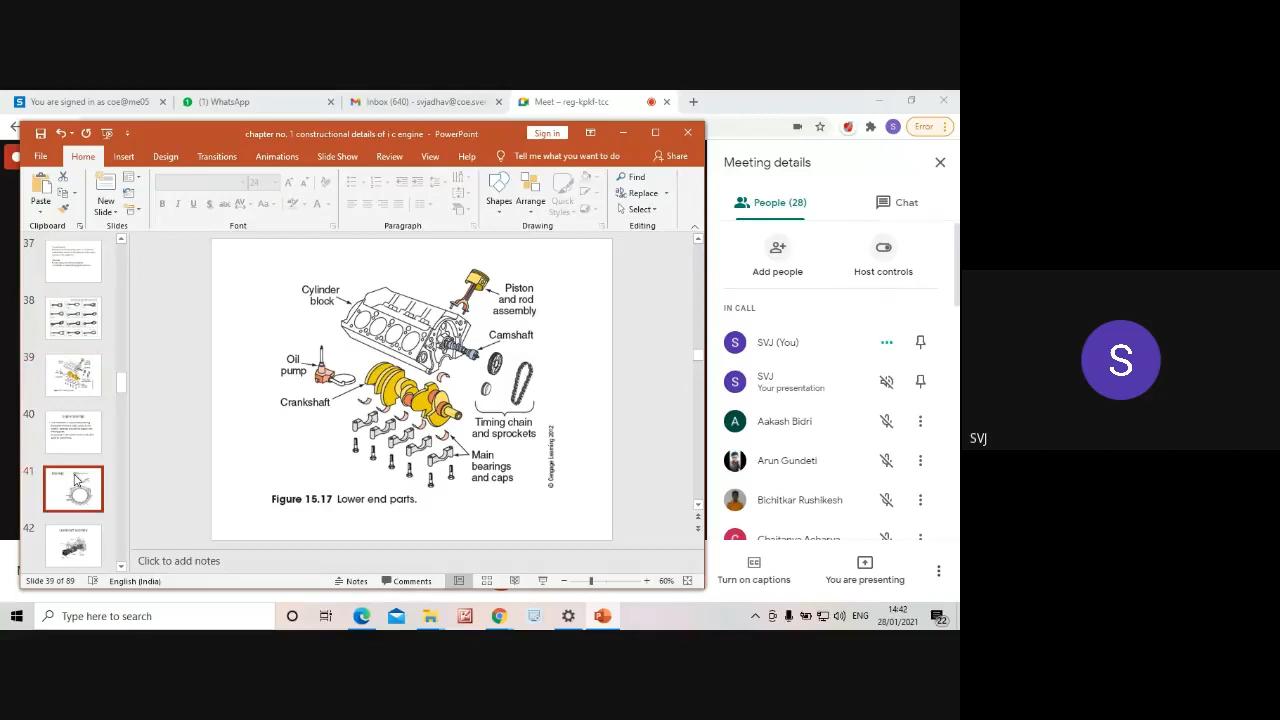 You are signed in as coe@me05
(1) WhatsApp
Inbox (640) - svjadhav@coe.sve
Meet – reg-kpkf-tcc
Error
chapter no. 1 constructional details of i c engine - PowerPoint
Sign in
File
Home
Insert
Design
Transitions
Animations
Slide Show
Review
View
Help
Tell me what you want to do
Share
Paste
New
Slide
24
B I U S abc AV Aa A
Shapes
Arrange
Quick
Styles
Find
Replace
Select
Clipboard
Slides
Font
Paragraph
Drawing
Editing
37
38
39
40
41
42
Cylinder
block
Piston
and rod
assembly
Camshaft
Oil
pump
Crankshaft
Timing chain
and sprockets
Main
bearings
and caps
© Cengage Learning 2012
Figure 15.17 Lower end parts.
Click to add notes
Slide 39 of 89
English (India)
Notes
Comments
60%
Meeting details
People (28)
Chat
Add people
Host controls
IN CALL
S
SVJ (You)
S
SVJ
Your presentation
A
Aakash Bidri
Arun Gundeti
Bichitkar Rushikesh
C
Chaitanya Acharya
Turn on captions
You are presenting
Type here to search
ENG
14:42
28/01/2021
22
S
SVJ